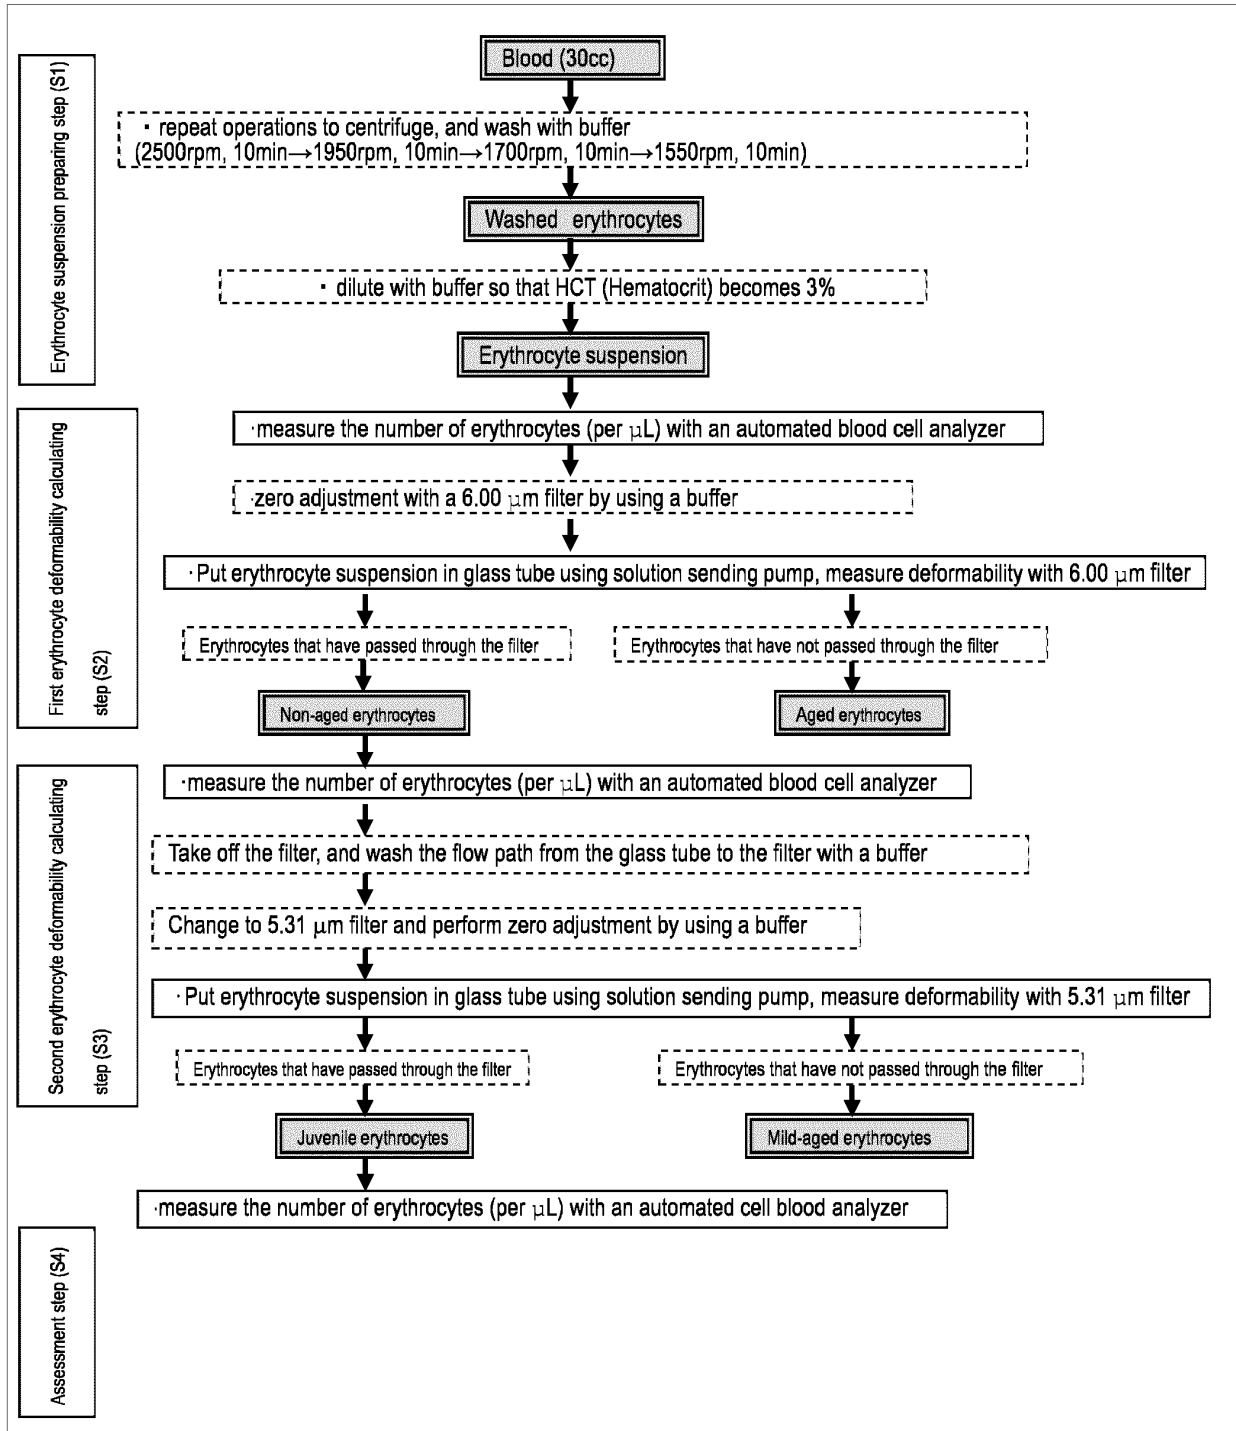 Blood (30cc)
Erythrocyte suspension preparing step (S1)
・repeat operations to centrifuge, and wash with buffer
(2500rpm, 10min→1950rpm, 10min→1700rpm, 10min→1550rpm, 10min)
Washed erythrocytes
・dilute with buffer so that HCT (Hematocrit) becomes 3%
Erythrocyte suspension
First erythrocyte deformability calculating
step (S2)
·measure the number of erythrocytes (per μL) with an automated blood cell analyzer
·zero adjustment with a 6.00 μm filter by using a buffer
·Put erythrocyte suspension in glass tube using solution sending pump, measure deformability with 6.00 μm filter
Erythrocytes that have passed through the filter
Erythrocytes that have not passed through the filter
Non-aged erythrocytes
Aged erythrocytes
Second erythrocyte deformability calculating
step (S3)
·measure the number of erythrocytes (per μL) with an automated blood cell analyzer
Take off the filter, and wash the flow path from the glass tube to the filter with a buffer
Change to 5.31 μm filter and perform zero adjustment by using a buffer
·Put erythrocyte suspension in glass tube using solution sending pump, measure deformability with 5.31 μm filter
Erythrocytes that have passed through the filter
Erythrocytes that have not passed through the filter
Juvenile erythrocytes
Mild-aged erythrocytes
·measure the number of erythrocytes (per μL) with an automated cell blood analyzer
Assessment step (S4)